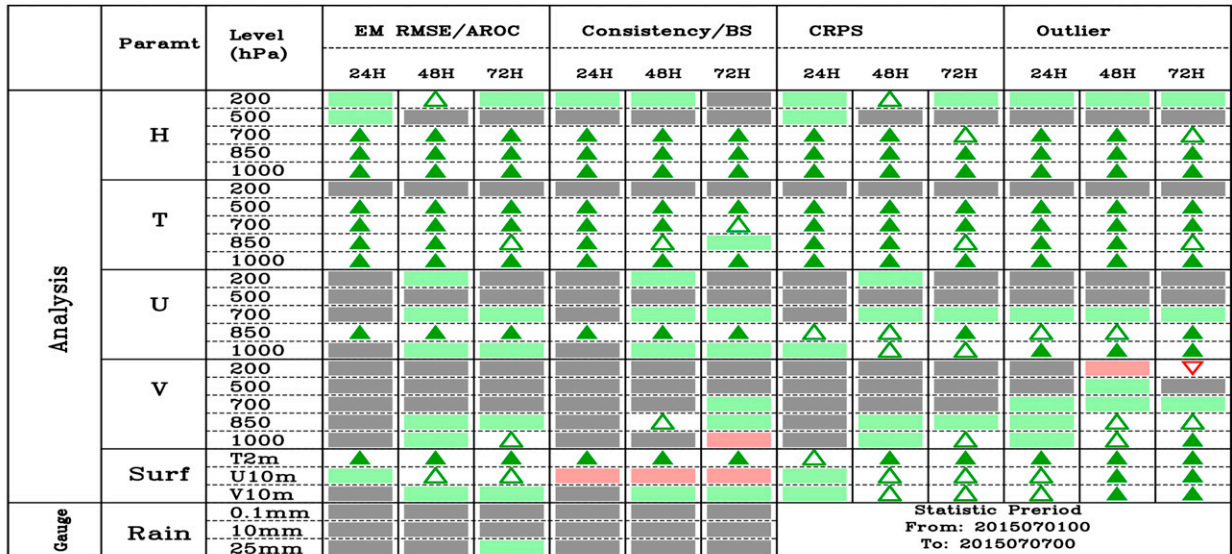 Paramt Level (hPa) EM RMSE/AROC Consistency/BS CRPS Outlier
24H 48H 72H 24H 48H 72H 24H 48H 72H 24H 48H 72H
Analysis
H
200
500
700
850
1000
T
200
500
700
850
1000
U
200
500
700
850
1000
V
200
500
700
850
1000
Surf
T2m
U10m
V10m
Gauge
Rain
0.1mm
10mm
25mm
Statistic Preriod
From: 2015070100
To: 2015070700